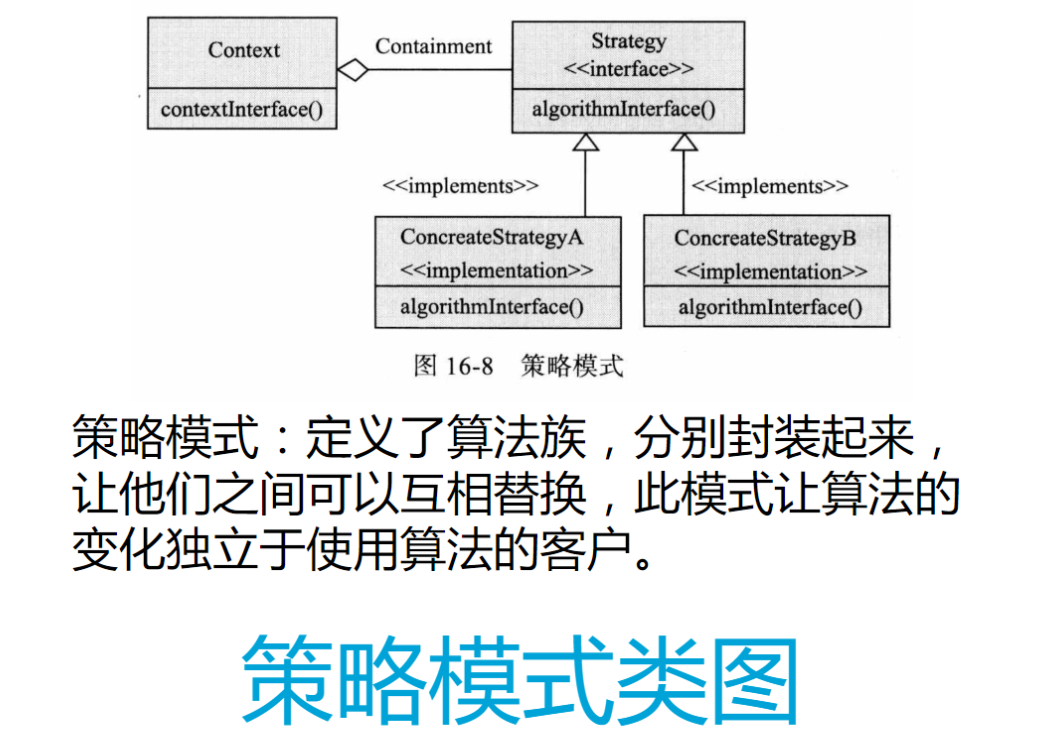 Context
Containment
Strategy
<<interface>>
contextInterface()
algorithmInterface()
<<implements>>
<<implements>>
ConcreateStrategyA
<<implementation>>
algorithmInterface()
ConcreateStrategyB
<<implementation>>
algorithmInterface()
图 16-8 策略模式
策略模式：定义了算法族，分别封装起来，
让他们之间可以互相替换，此模式让算法的
变化独立于使用算法的客户。
策略模式类图